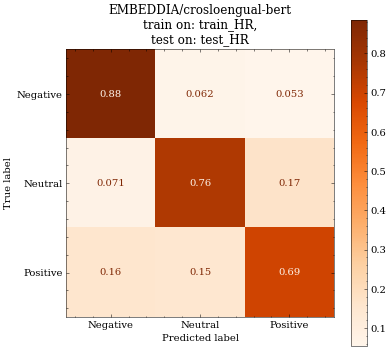 EMBEDDIA/crosloengual-bert
train on: train_HR,
test on: test_HR
Negative 0.88 0.062 0.053
Neutral 0.071 0.76 0.17
Positive 0.16 0.15 0.69
Negative Neutral Positive
Predicted label
True label
0.8
0.7
0.6
0.5
0.4
0.3
0.2
0.1